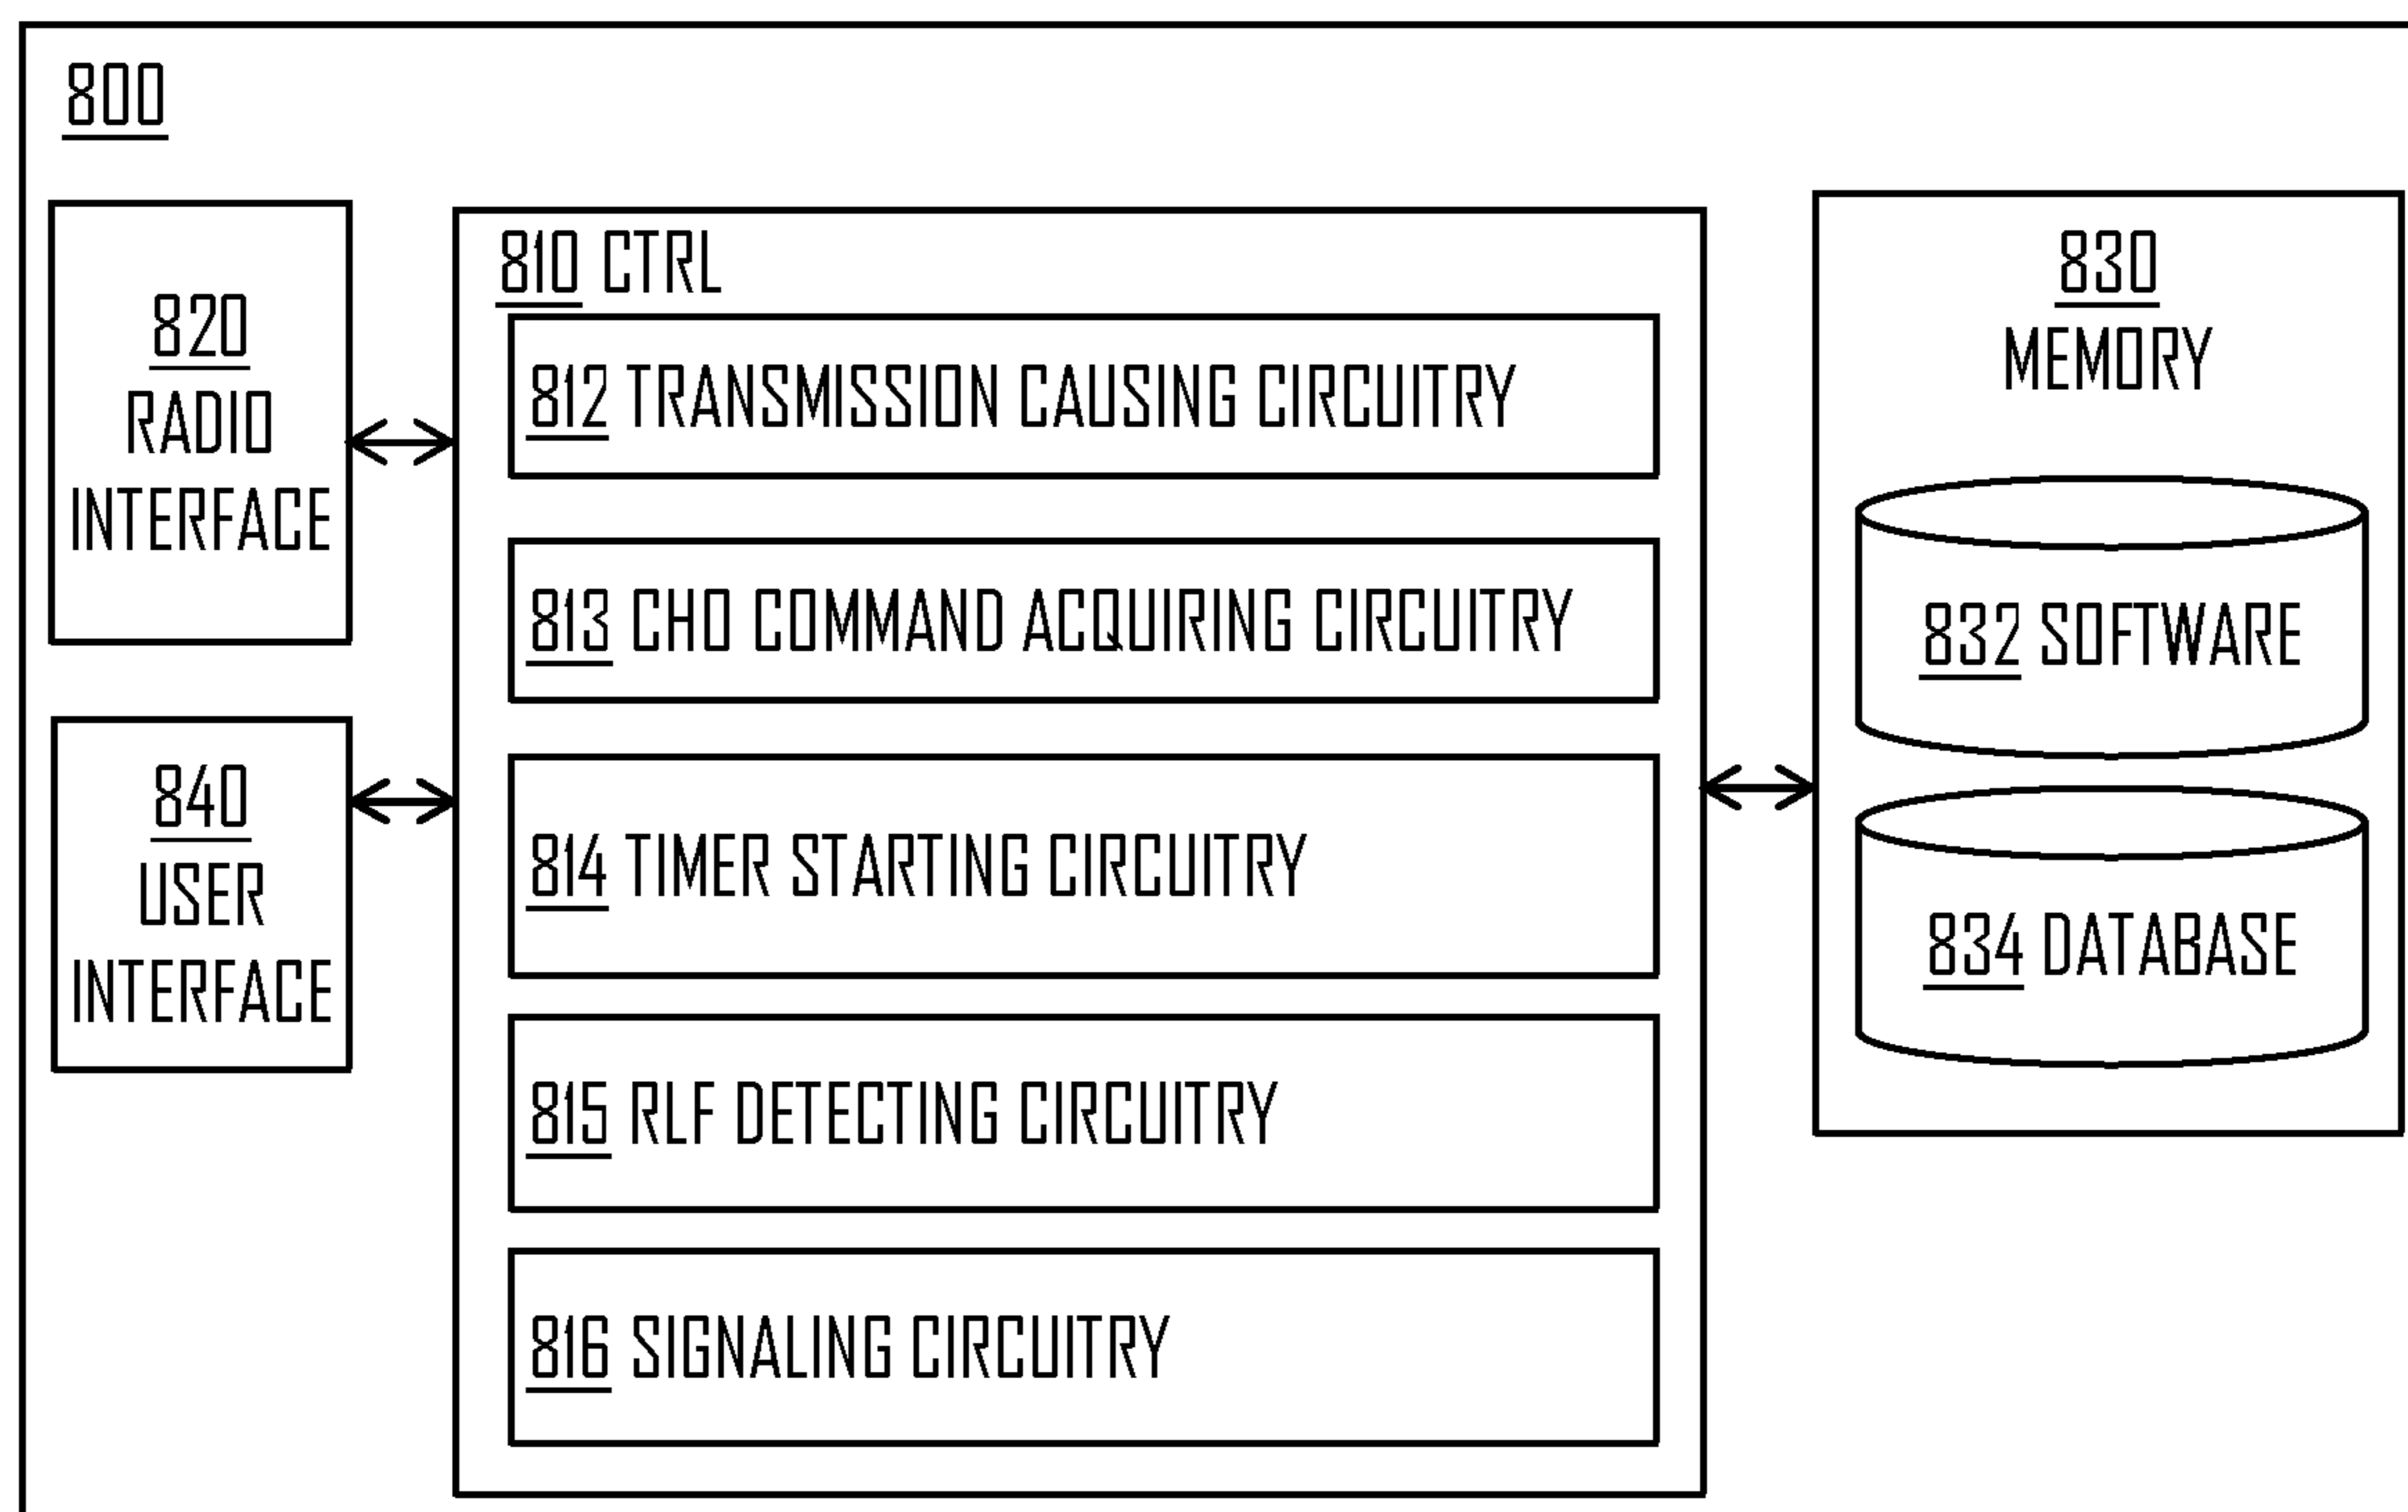 800
820
RADIO
INTERFACE
840
USER
INTERFACE
810 CTRL
812 TRANSMISSION CAUSING CIRCUITRY
813 CHO COMMAND ACQUIRING CIRCUITRY
814 TIMER STARTING CIRCUITRY
815 RLF DETECTING CIRCUITRY
816 SIGNALING CIRCUITRY
830
MEMORY
832 SOFTWARE
834 DATABASE